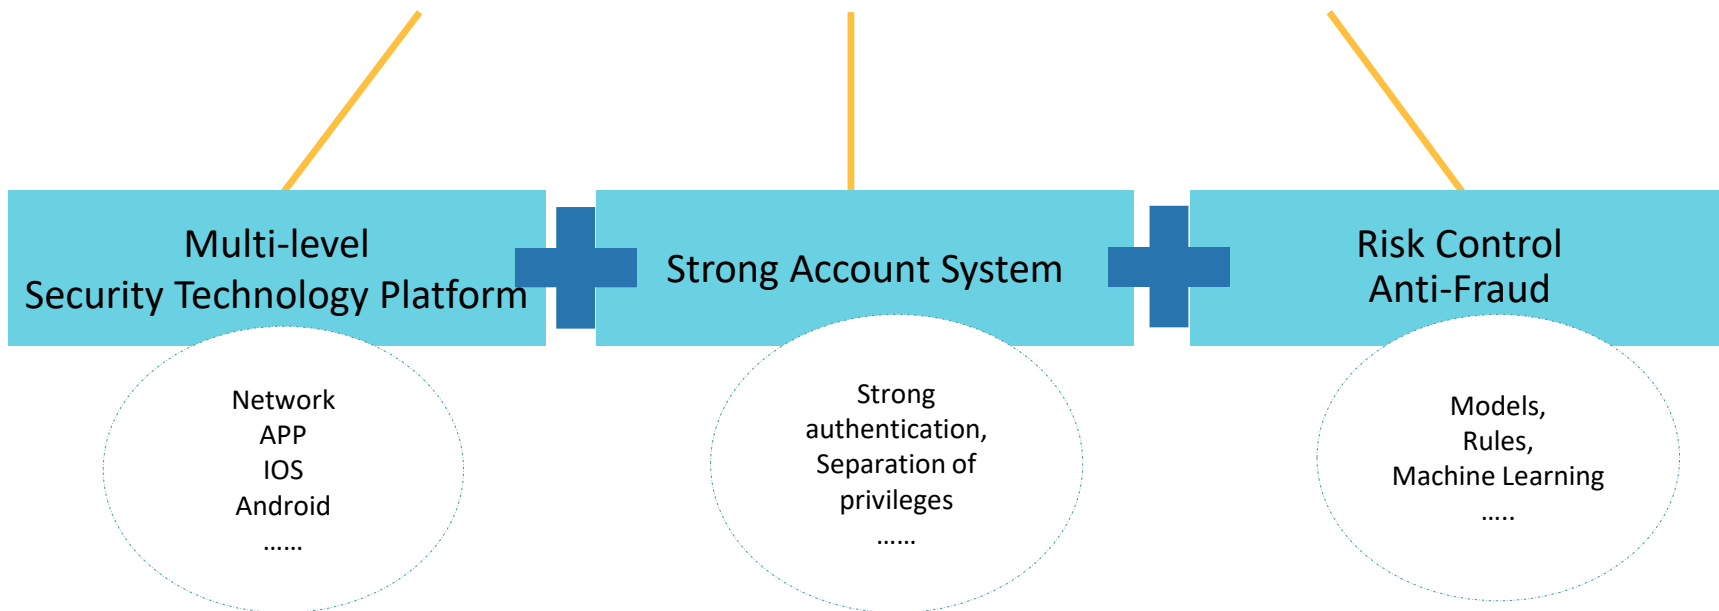 Multi-level
Security Technology Platform
Strong Account System
Risk Control
Anti-Fraud
Network
APP
IOS
Android
……
Strong
authentication,
Separation of
privileges
……
Models,
Rules,
Machine Learning
…..